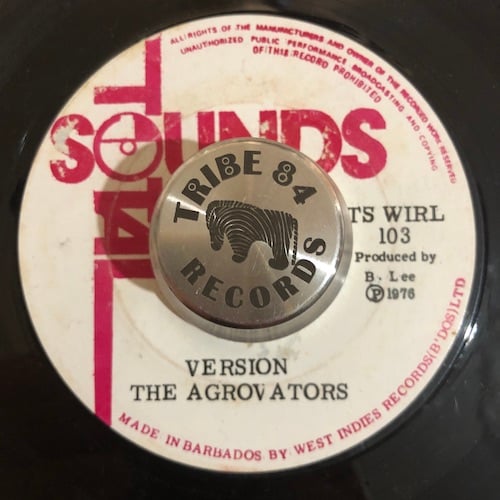 ALL RIGHTS OF THE MANUFACTURERS AND OWNER OF THE RECORDED WORK RESERVED
UNAUTHORIZED PUBLIC PERFORMANCE BROADCASTING AND COPYING
OF THIS RECORD PROHIBITED
TOTAL
SOUNDS
TRIBE 84
RECORDS
TS WIRL
103
Produced by
B. Lee
Ⓟ 1976
VERSION
THE AGROVATORS
MADE IN BARBADOS BY WEST INDIES RECORDS (B'DOS) LTD